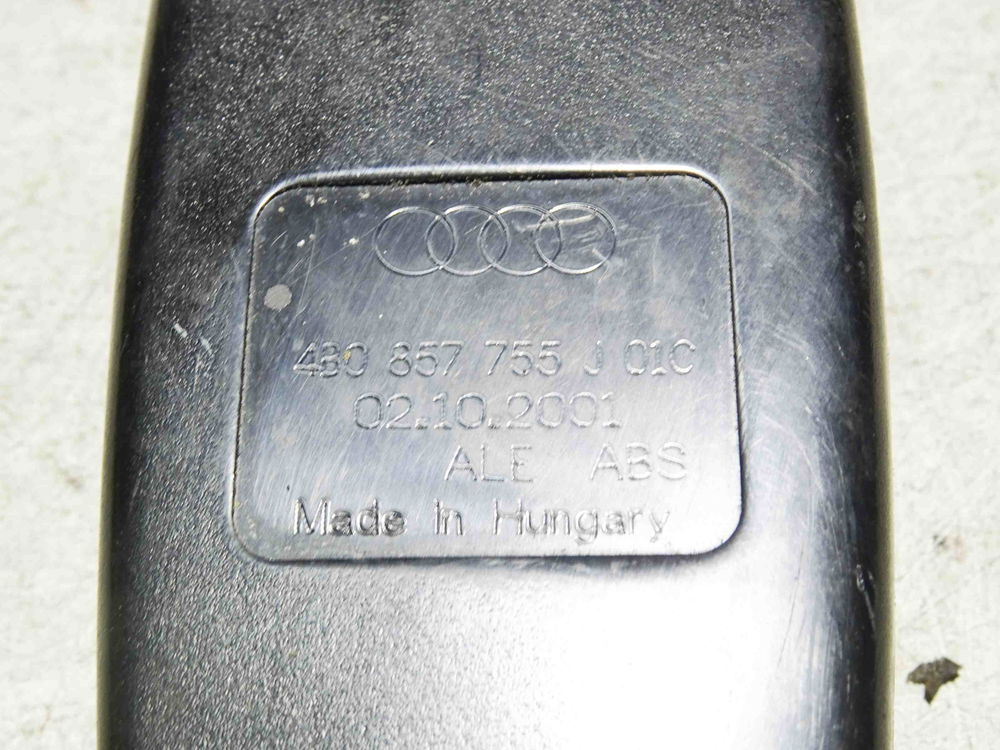 4B0 857 755 J 01C
02.10.2001
ALE ABS
Made in Hungary